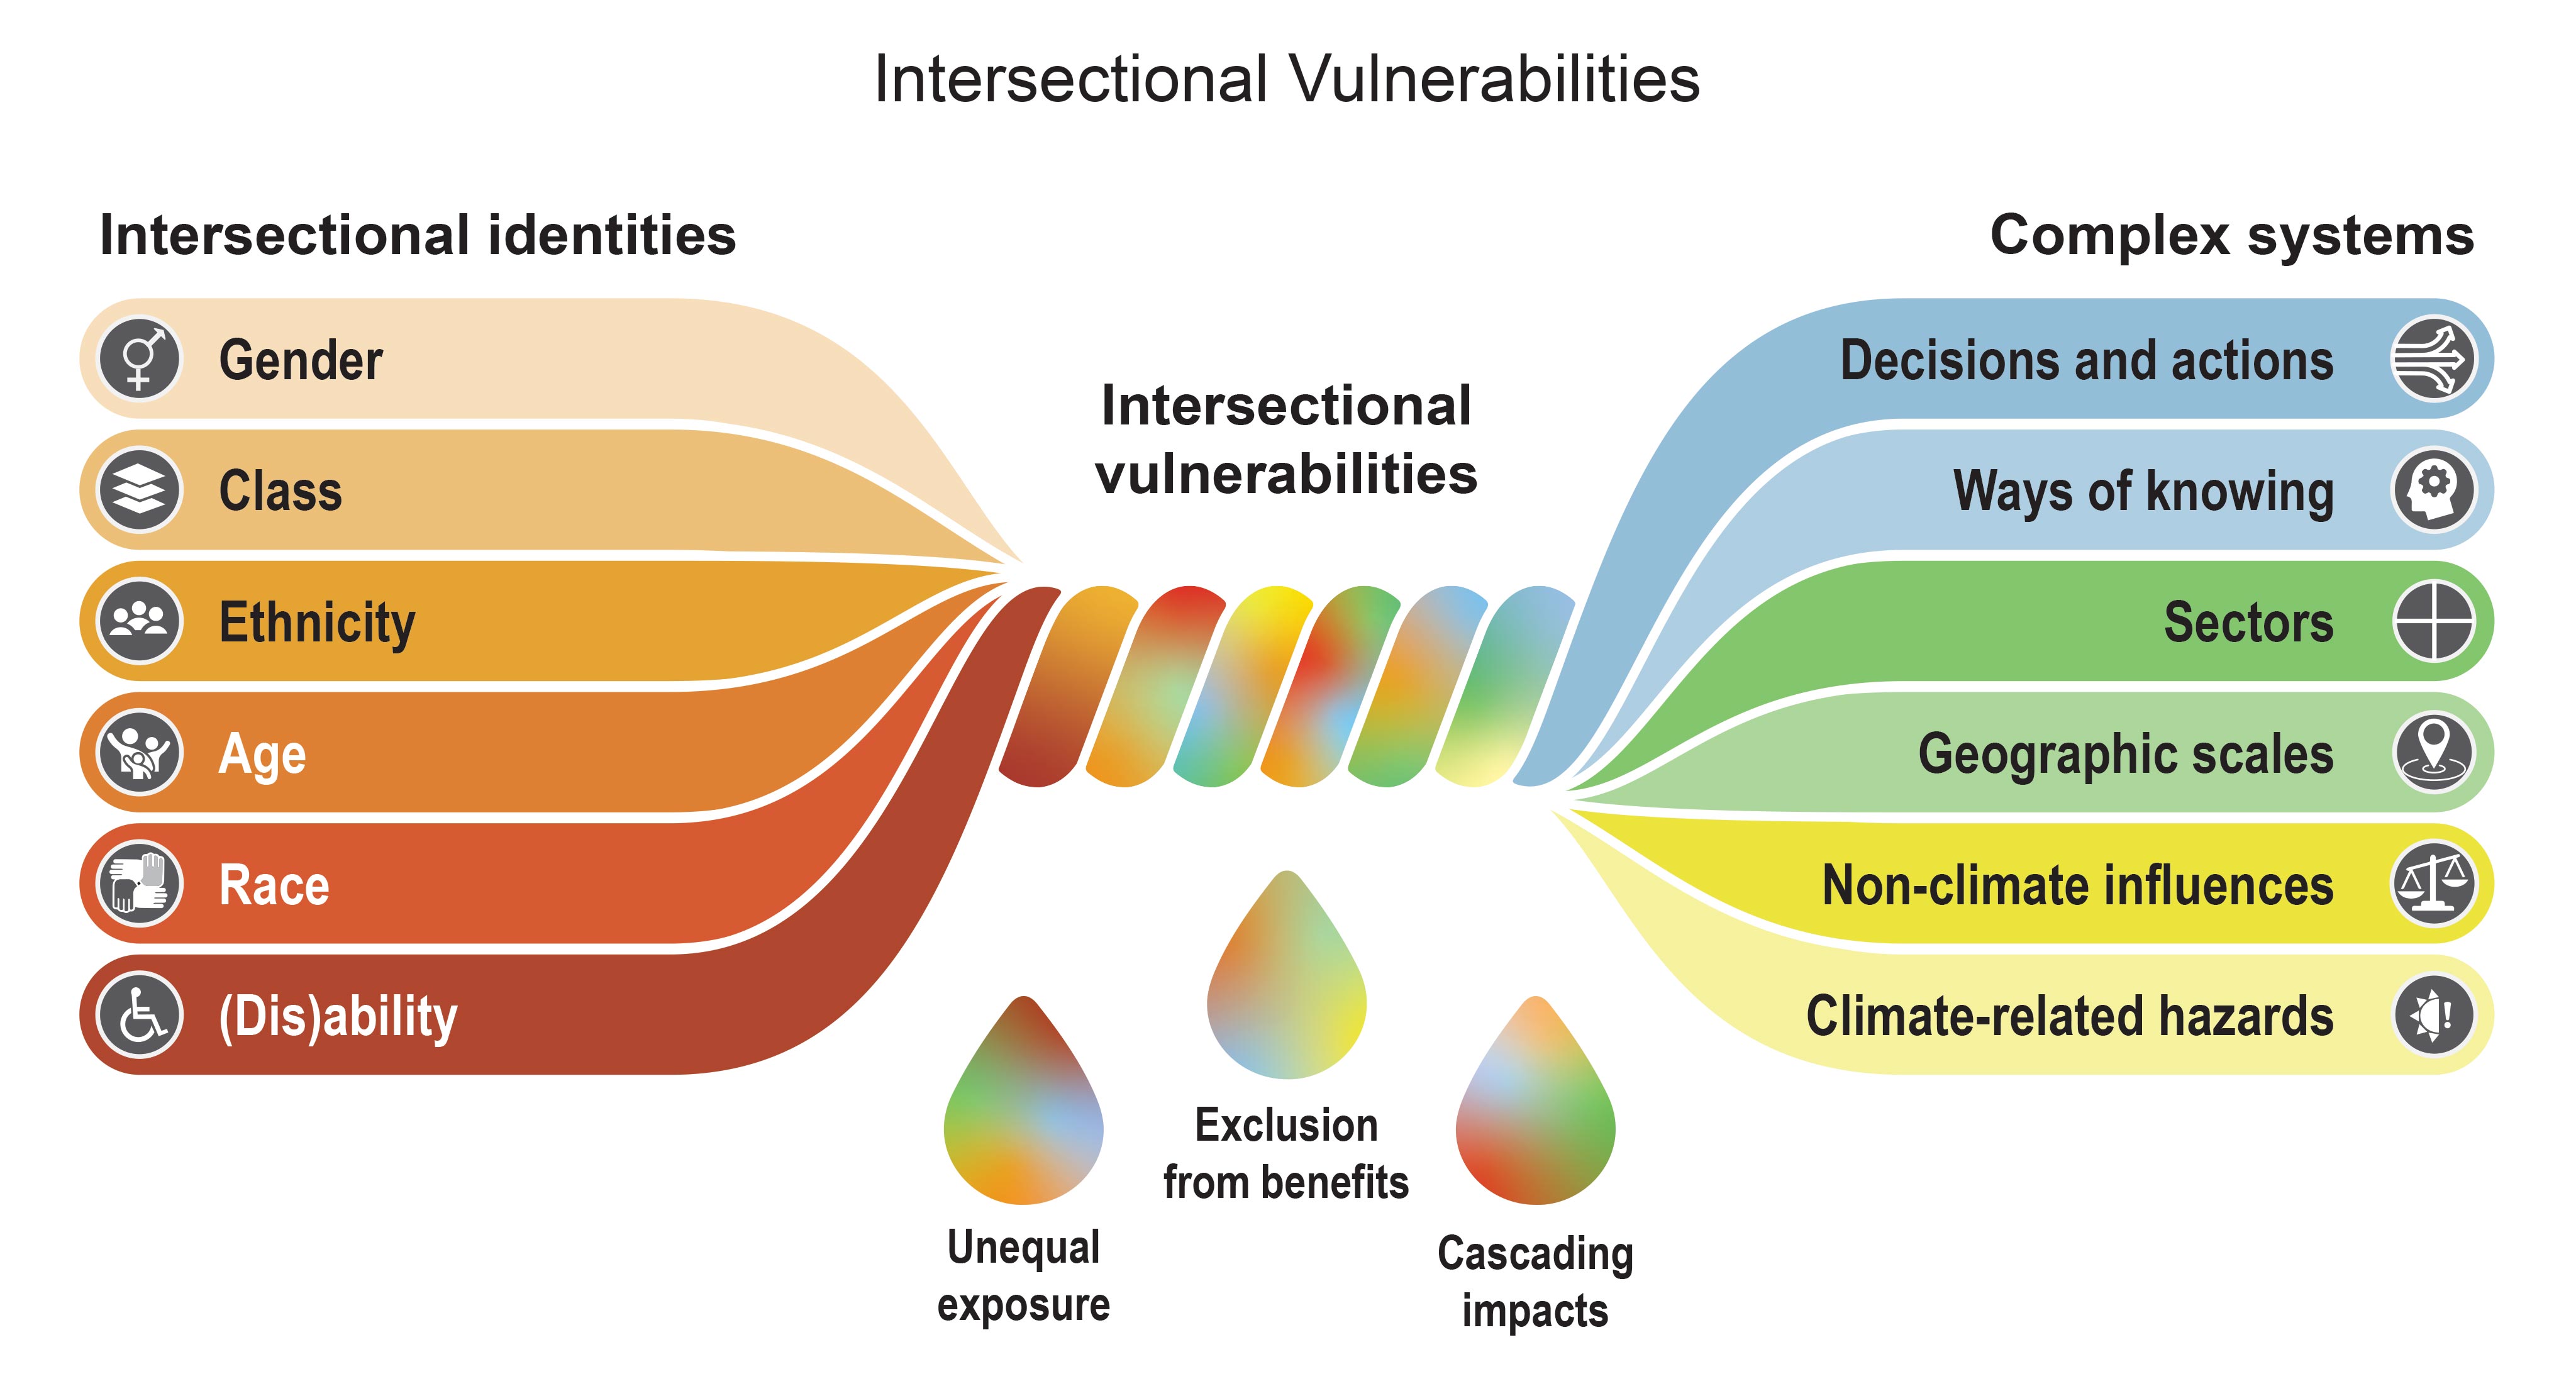 Intersectional Vulnerabilities
Intersectional identities
Gender
Class
Ethnicity
Age
Race
(Dis)ability
Intersectional
vulnerabilities
Unequal
exposure
Exclusion
from benefits
Cascading
impacts
Complex systems
Decisions and actions
Ways of knowing
Sectors
Geographic scales
Non-climate influences
Climate-related hazards